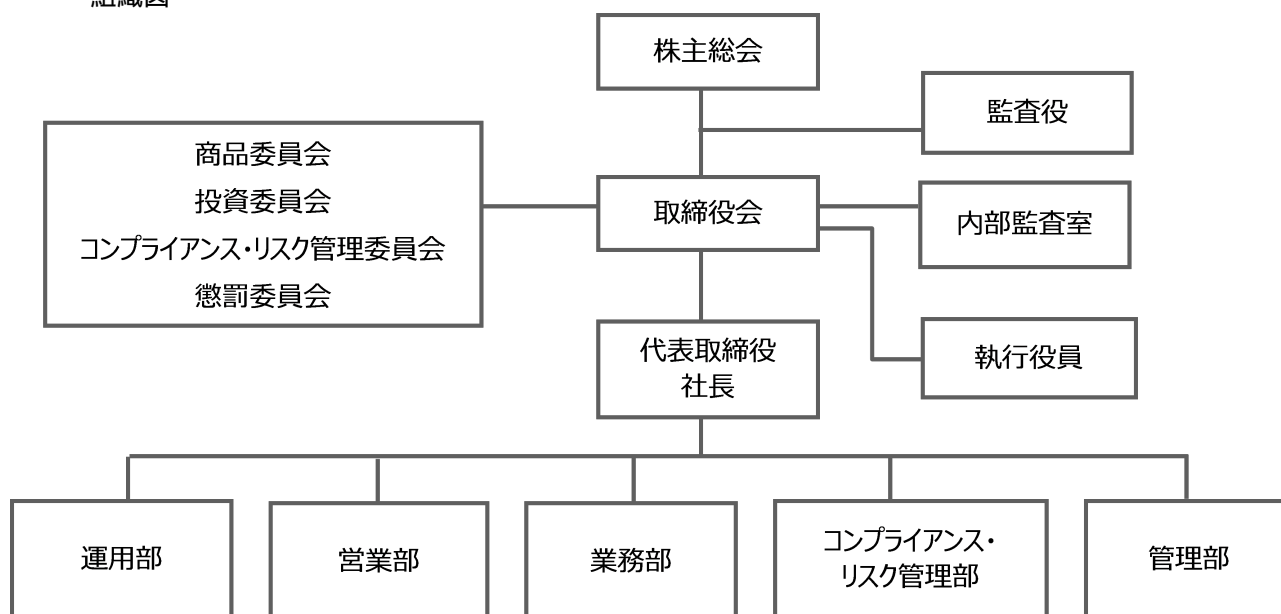 組織図
株主総会
監査役
商品委員会
投資委員会
コンプライアンス・リスク管理委員会
懲罰委員会
取締役会
内部監査室
代表取締役
社長
執行役員
運用部
営業部
業務部
コンプライアンス・
リスク管理部
管理部